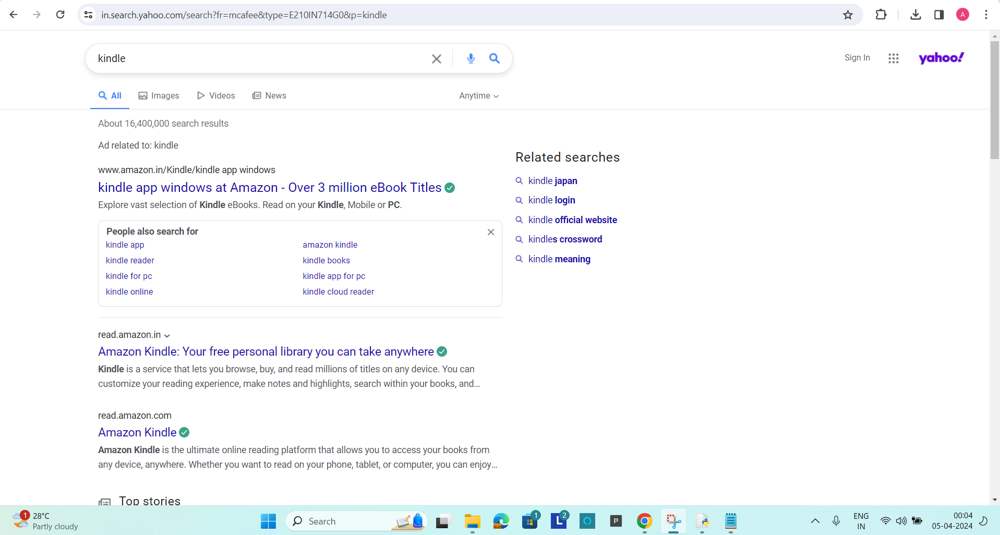 in.search.yahoo.com/search?fr=mcafee&type=E210IN714G0&p=kindle
A
kindle
Sign In
yahoo!
All
Images
Videos
News
Anytime
About 16,400,000 search results
Ad related to: kindle
www.amazon.in/Kindle/kindle app windows
kindle app windows at Amazon - Over 3 million eBook Titles
Explore vast selection of Kindle eBooks. Read on your Kindle, Mobile or PC.
People also search for
kindle app
amazon kindle
kindle reader
kindle books
kindle for pc
kindle app for pc
kindle online
kindle cloud reader
Related searches
kindle japan
kindle login
kindle official website
kindles crossword
kindle meaning
read.amazon.in
Amazon Kindle: Your free personal library you can take anywhere
Kindle is a service that lets you browse, buy, and read millions of titles on any device. You can
customize your reading experience, make notes and highlights, search within your books, and...
read.amazon.com
Amazon Kindle
Amazon Kindle is the ultimate online reading platform that allows you to access your books from
any device, anywhere. Whether you want to read on your phone, tablet, or computer, you can enjoy...
Top stories
1
28°C
Partly cloudy
Search
1
L
2
P
ENG
IN
00:04
05-04-2024